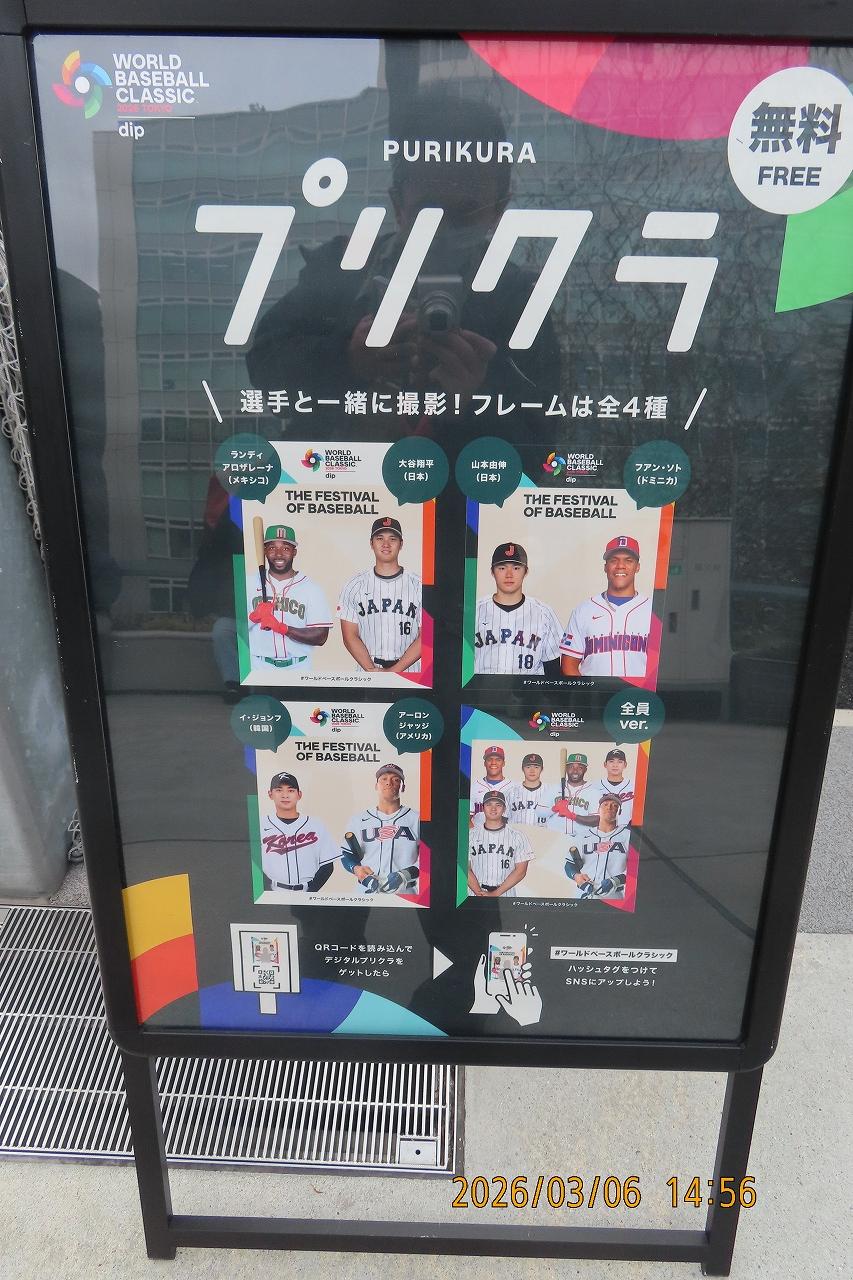 WORLD
BASEBALL
CLASSIC
2026 TOKYO
dip
無料
FREE
PURIKURA
プリクラ
選手と一緒に撮影！フレームは全4種
ランディ
アロザレーナ
（メキシコ）
WORLD
BASEBALL
CLASSIC
2026 TOKYO
dip
大谷翔平
（日本）
THE FESTIVAL
OF BASEBALL
JAPAN
16
#ワールドベースボールクラシック
山本由伸
（日本）
WORLD
BASEBALL
CLASSIC
2026 TOKYO
dip
フアン・ソト
（ドミニカ）
THE FESTIVAL
OF BASEBALL
JAPAN
18
#ワールドベースボールクラシック
イ・ジョンフ
（韓国）
WORLD
BASEBALL
CLASSIC
2026 TOKYO
dip
アーロン
ジャッジ
（アメリカ）
THE FESTIVAL
OF BASEBALL
Korea
USA
#ワールドベースボールクラシック
WORLD
BASEBALL
CLASSIC
dip
全員
ver.
JAPAN
16
USA
#ワールドベースボールクラシック
QRコードを読み込んで
デジタルプリクラを
ゲットしたら
#ワールドベースボールクラシック
ハッシュタグをつけて
SNSにアップしよう！
2026/03/06 14:56